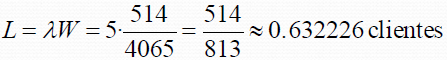 L = λW = 5·514/4065 = 514/813 ≈ 0.632226 clientes